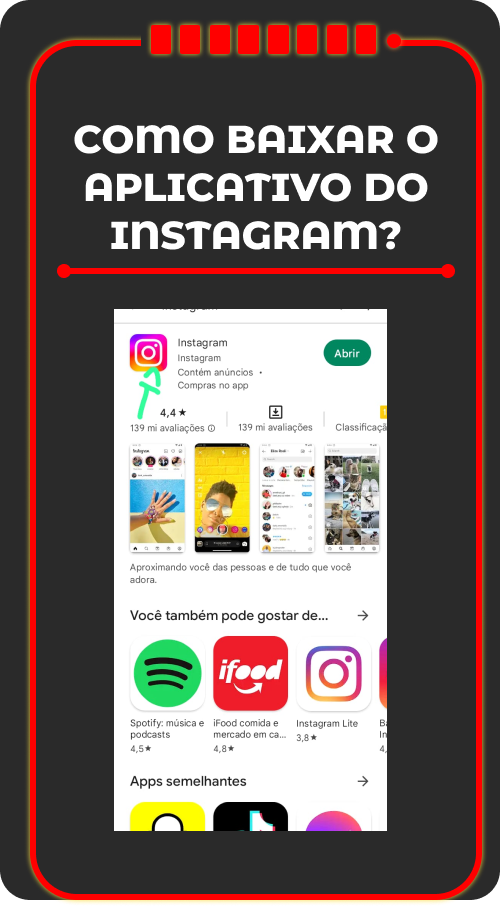 COMO BAIXAR O
APLICATIVO DO
INSTAGRAM?
Instagram
Instagram
Contém anúncios •
Compras no app
Abrir
4,4★
139 mi avaliações
139 mi avaliações
Classificaçã
Aproximando você das pessoas e de tudo que você
adora.
Você também pode gostar de...
Spotify: música e
podcasts
4,5★
ifood
iFood comida e
mercado em ca...
4,8★
Instagram Lite
3,8★
Apps semelhantes